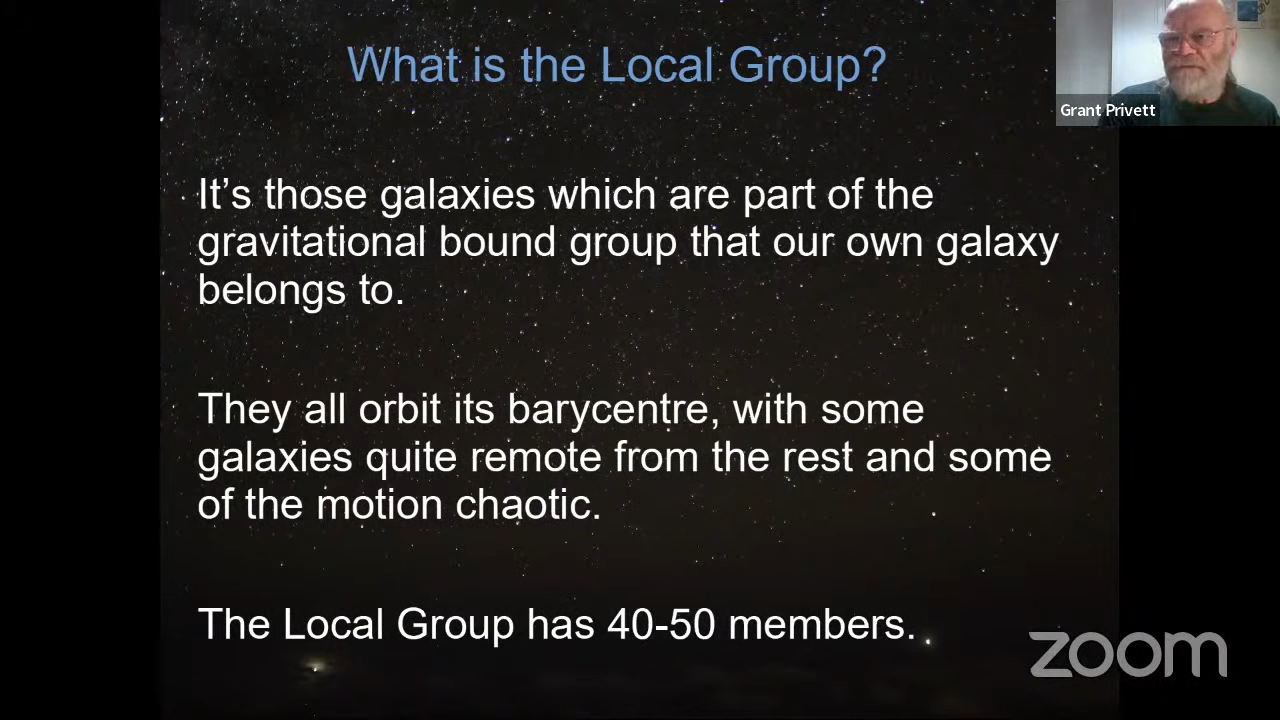 What is the Local Group?
Grant Privett
It's those galaxies which are part of the
gravitational bound group that our own galaxy
belongs to.
They all orbit its barycentre, with some
galaxies quite remote from the rest and some
of the motion chaotic.
The Local Group has 40-50 members.
zoom